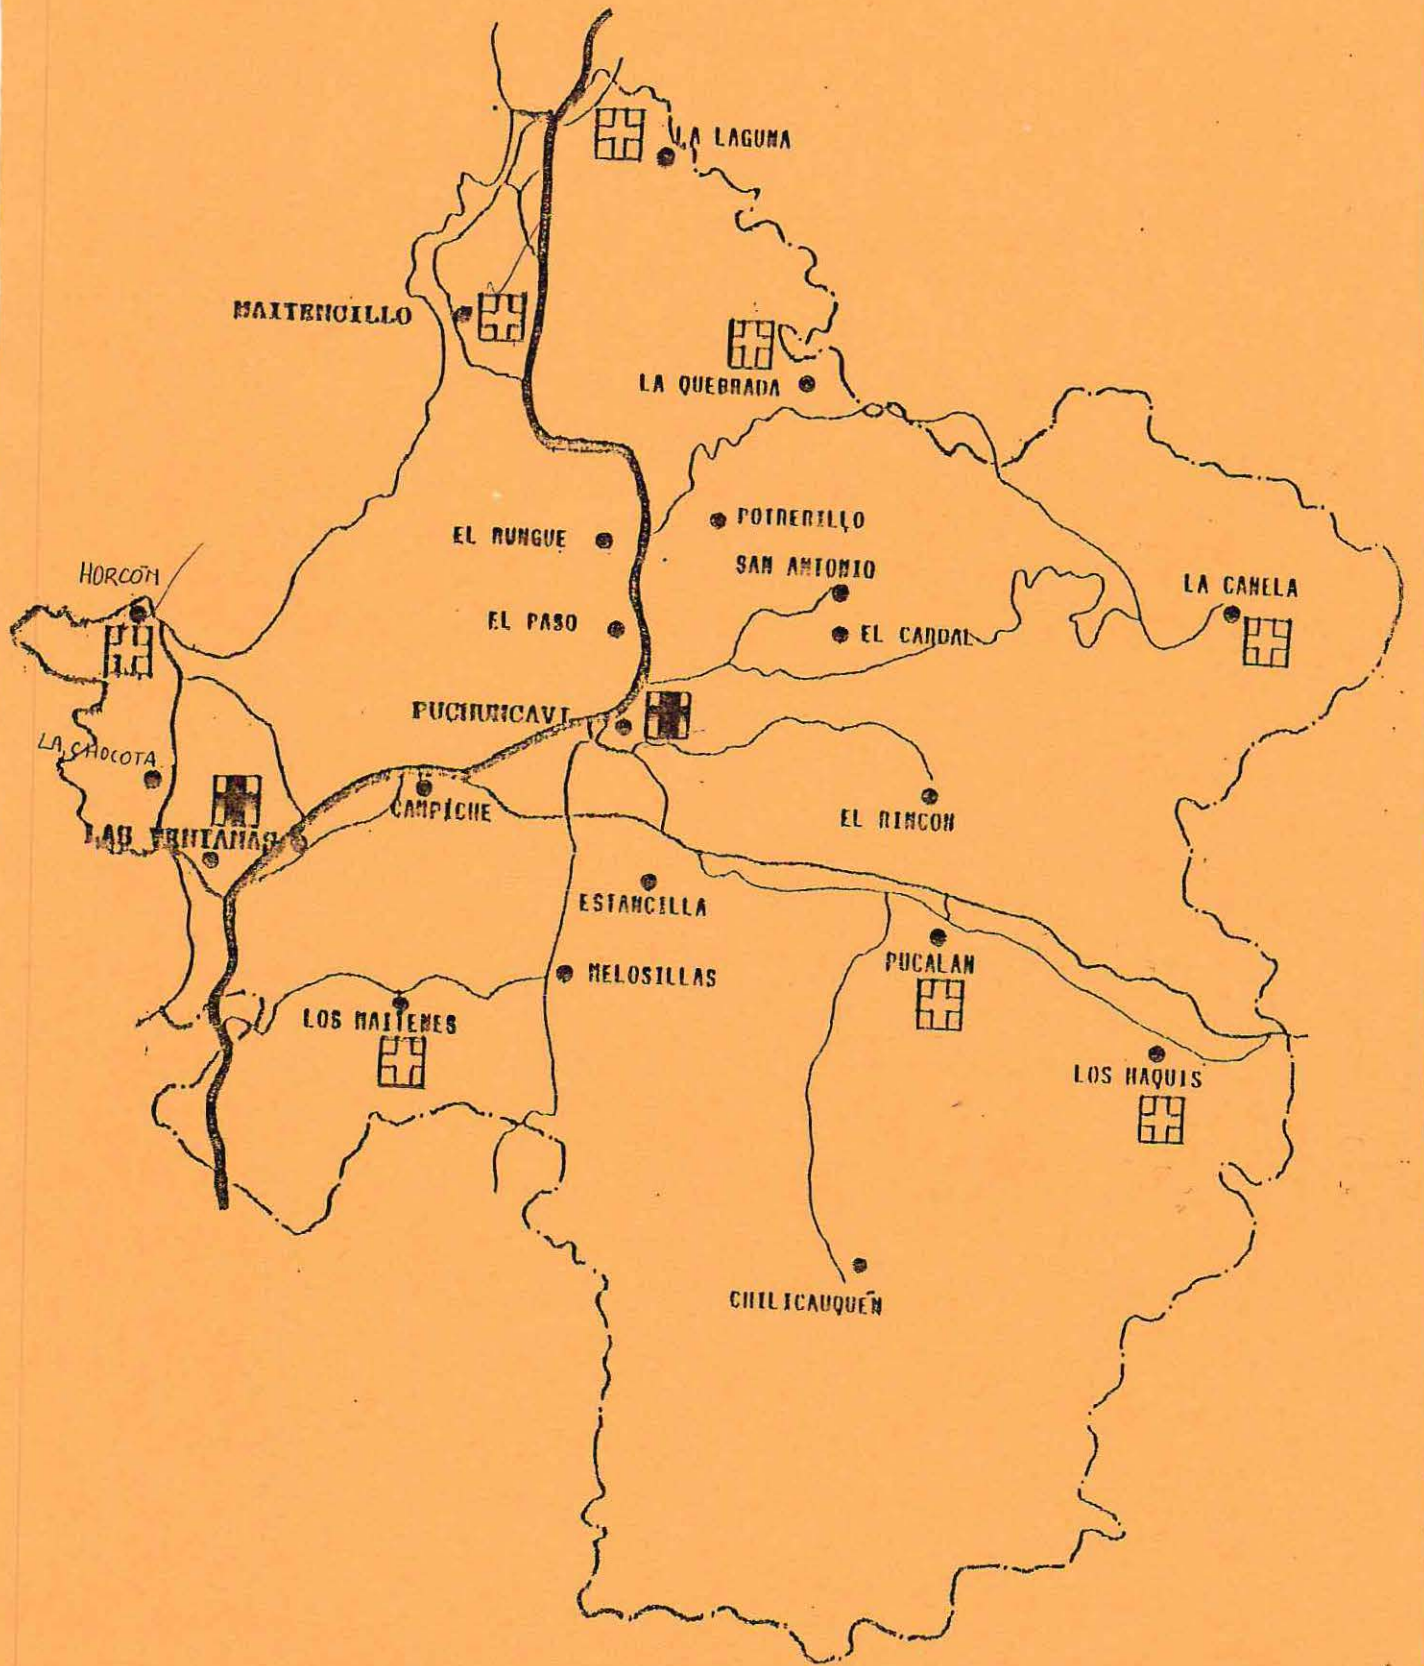 LA LAGUNA
MAITENCILLO
LA QUEBRADA
POTRERILLO
EL RUNGUE
SAN ANTONIO
HORCÓN
LA CANELA
EL PASO
EL CARDAL
PUCHUNCAVI
LA CHOCOTA
CAMPICHE
EL RINCON
LAS VENTANAS
ESTANCILLA
PUCALAN
MELOSILLAS
LOS MAITENES
LOS MAQUIS
CHILICAUQUÉN